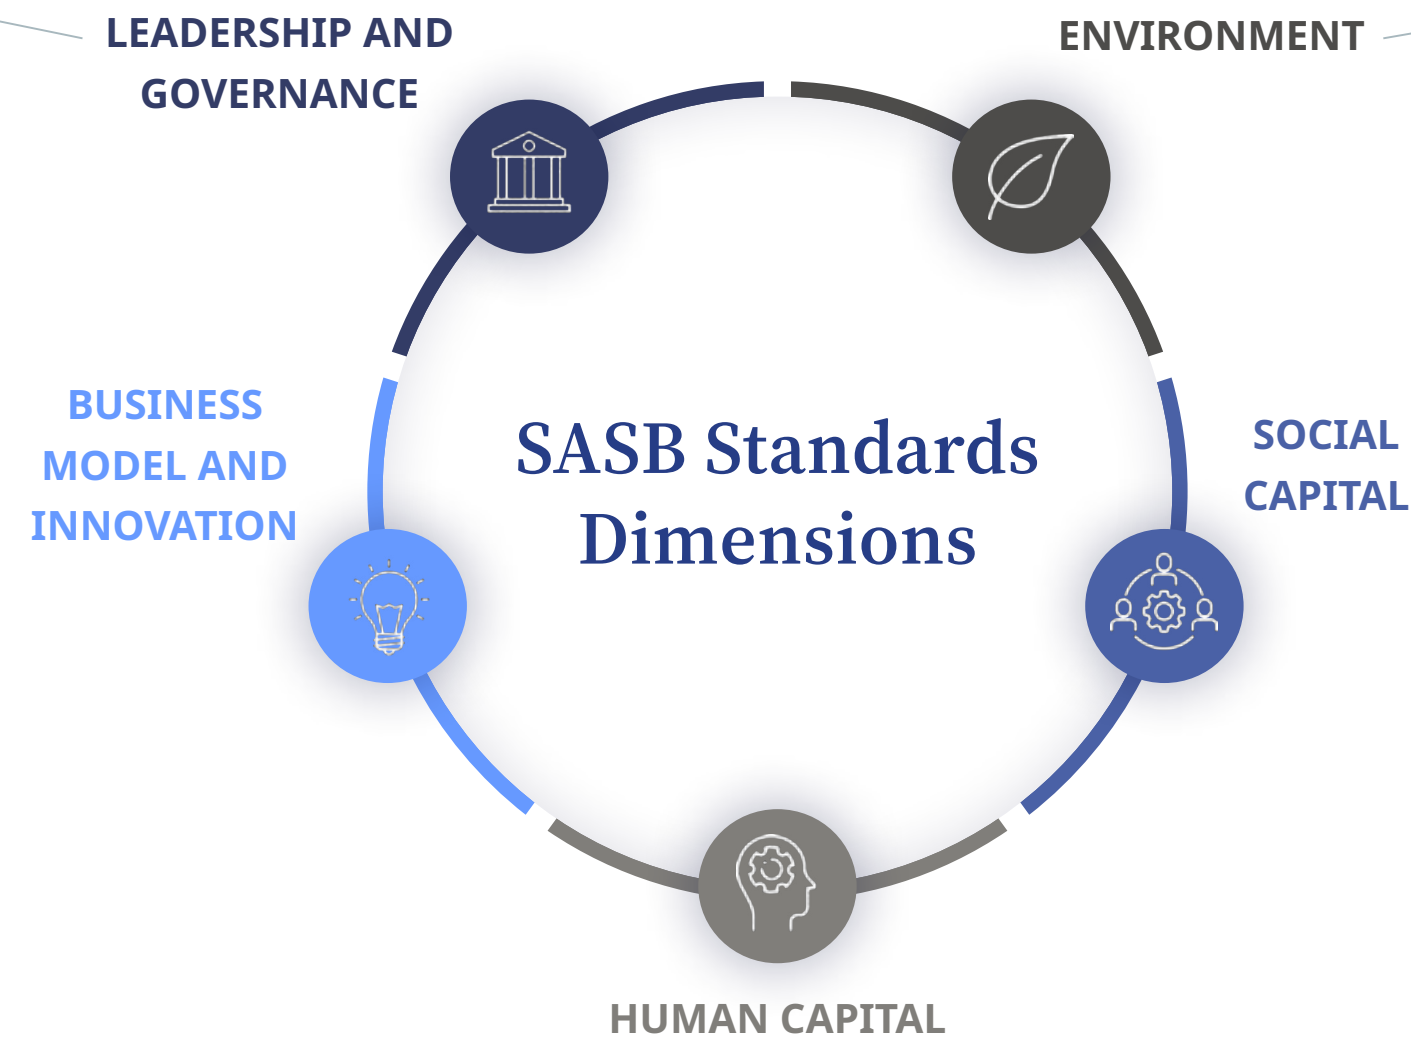 LEADERSHIP AND
GOVERNANCE
ENVIRONMENT
BUSINESS
MODEL AND
INNOVATION
SASB Standards
Dimensions
SOCIAL
CAPITAL
HUMAN CAPITAL